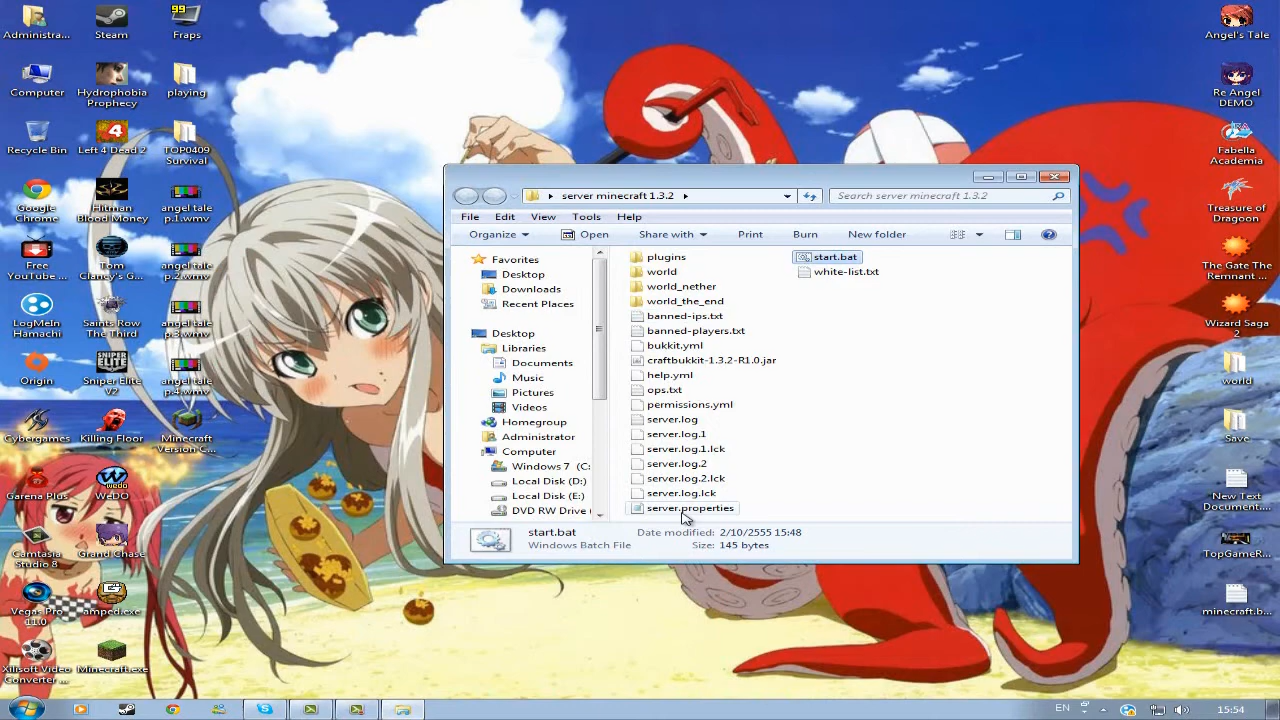 Administra...
Steam
99
Fraps
Angel's Tale
Computer
Hydrophobia
Prophecy
playing
Re Angel
DEMO
Recycle Bin
Left 4 Dead 2
TOP0409
Survival
Fabella
Academia
Google
Chrome
Hitman
Blood Money
angel tale
p.1.wmv
Treasure of
Dragoon
Free
YouTube ...
Tom
Clancy's G...
angel tale
p.2.wmv
The Gate The
Remnant ...
LogMeIn
Hamachi
Saints Row
The Third
angel tale
p.3.wmv
Wizard Saga
2
Origin
Sniper Elite
V2
angel tale
p.4.wmv
world
Cybergames
Killing Floor
Minecraft
Version C...
Save
Garena Plus
WeDO
New Text
Document....
Camtasia
Studio 8
Grand Chase
TopGameR...
Vegas Pro
11.0
amped.exe
minecraft.b...
Xilisoft Video
Converter ...
Minecraft.exe
server minecraft 1.3.2
Search server minecraft 1.3.2
File Edit View Tools Help
Organize Open Share with Print Burn New folder
Favorites
Desktop
Downloads
Recent Places
Desktop
Libraries
Documents
Music
Pictures
Videos
Homegroup
Administrator
Computer
Windows 7 (C:
Local Disk (D:)
Local Disk (E:)
DVD RW Drive
plugins
world
world_nether
world_the_end
banned-ips.txt
banned-players.txt
bukkit.yml
craftbukkit-1.3.2-R1.0.jar
help.yml
ops.txt
permissions.yml
server.log
server.log.1
server.log.1.lck
server.log.2
server.log.2.lck
server.log.lck
server.properties
start.bat
white-list.txt
start.bat Date modified: 2/10/2555 15:48
Windows Batch File Size: 145 bytes
EN 15:54